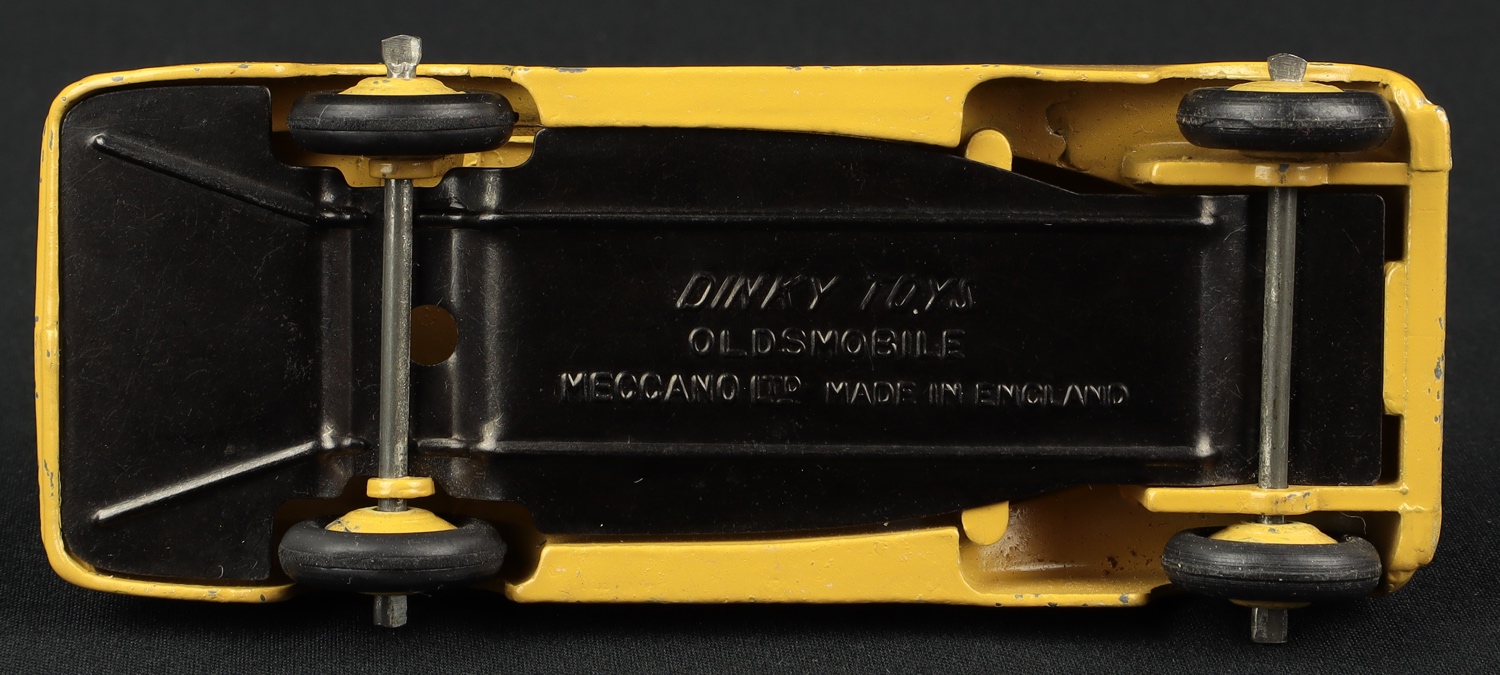 DINKY TOYS
OLDSMOBILE
MECCANO LTD MADE IN ENGLAND